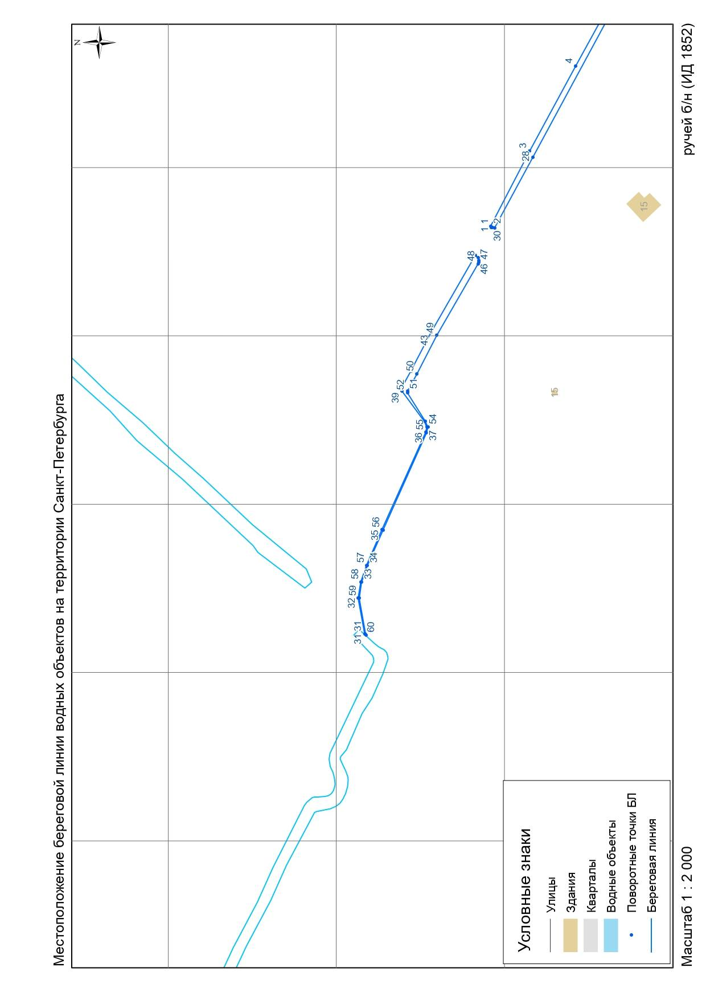 Местоположение береговой линии водных объектов на территории Санкт-Петербурга
N
4
3
28
1 1
2
30
48
47
46
49
43
50
52
51
39
55
54
36
37
56
35
34
57
33
58
59
32
31
31
60
15
15
Условные знаки
Улицы
Здания
Кварталы
Водные объекты
Поворотные точки БЛ
Береговая линия
Масштаб 1 : 2 000
ручей б/н (ИД 1852)